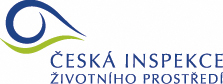 ČESKÁ INSPEKCE
ŽIVOTNÍHO PROSTŘEDÍ